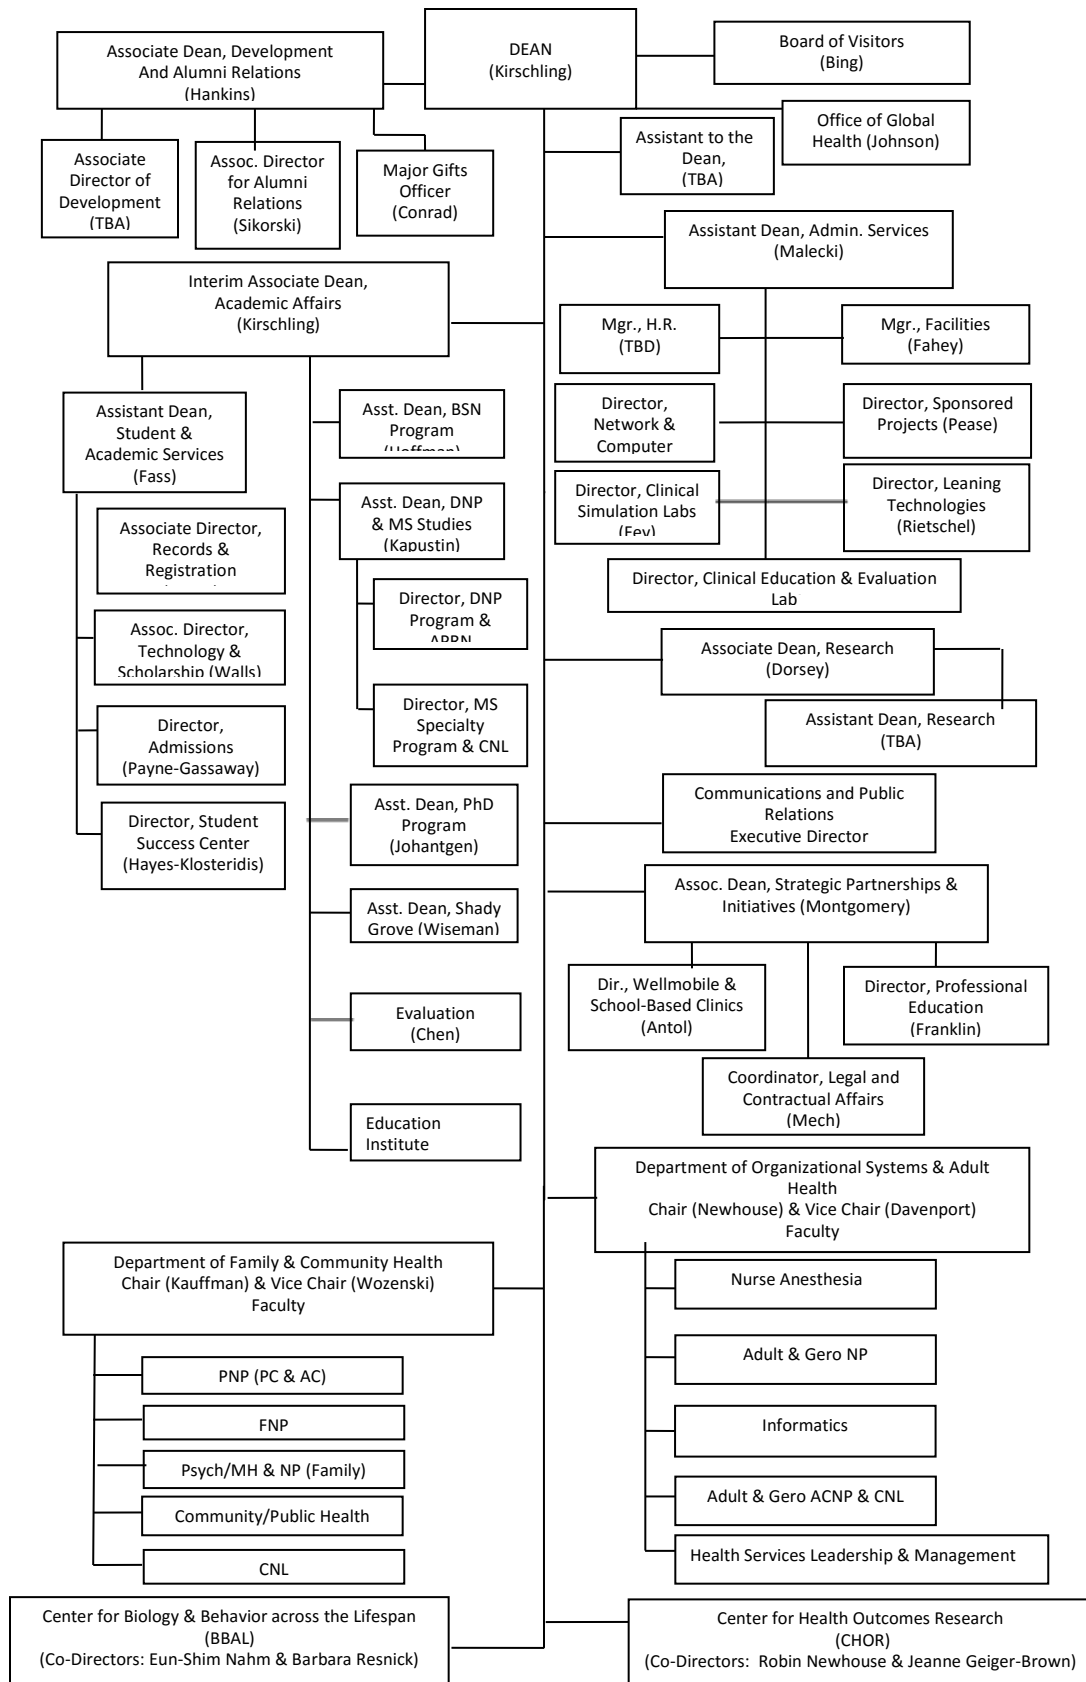 Associate Dean, Development
And Alumni Relations
(Hankins)
DEAN
(Kirschling)
Board of Visitors
(Bing)
Office of Global
Health (Johnson)
Assistant to the
Dean,
(TBA)
Associate
Director of
Development
(TBA)
Assoc. Director
for Alumni
Relations
(Sikorski)
Major Gifts
Officer
(Conrad)
Assistant Dean, Admin. Services
(Malecki)
Interim Associate Dean,
Academic Affairs
(Kirschling)
Mgr., H.R.
(TBD)
Mgr., Facilities
(Fahey)
Director,
Network &
Computer
Director, Sponsored
Projects (Pease)
Director, Clinical
Simulation Labs
(Fey)
Director, Leaning
Technologies
(Rietschel)
Director, Clinical Education & Evaluation
Lab
Assistant Dean,
Student &
Academic Services
(Fass)
Asst. Dean, BSN
Program
(Hoffman)
Asst. Dean, DNP
& MS Studies
(Kapustin)
Associate Director,
Records &
Registration
Director, DNP
Program &
APRN
Assoc. Director,
Technology &
Scholarship (Walls)
Director, MS
Specialty
Program & CNL
Director,
Admissions
(Payne-Gassaway)
Director, Student
Success Center
(Hayes-Klosteridis)
Asst. Dean, PhD
Program
(Johantgen)
Asst. Dean, Shady
Grove (Wiseman)
Evaluation
(Chen)
Education
Institute
Associate Dean, Research
(Dorsey)
Assistant Dean, Research
(TBA)
Communications and Public
Relations
Executive Director
Assoc. Dean, Strategic Partnerships &
Initiatives (Montgomery)
Dir., Wellmobile &
School-Based Clinics
(Antol)
Director, Professional
Education
(Franklin)
Coordinator, Legal and
Contractual Affairs
(Mech)
Department of Organizational Systems & Adult
Health
Chair (Newhouse) & Vice Chair (Davenport)
Faculty
Nurse Anesthesia
Adult & Gero NP
Informatics
Adult & Gero ACNP & CNL
Health Services Leadership & Management
Department of Family & Community Health
Chair (Kauffman) & Vice Chair (Wozenski)
Faculty
PNP (PC & AC)
FNP
Psych/MH & NP (Family)
Community/Public Health
CNL
Center for Biology & Behavior across the Lifespan
(BBAL)
(Co-Directors: Eun-Shim Nahm & Barbara Resnick)
Center for Health Outcomes Research
(CHOR)
(Co-Directors: Robin Newhouse & Jeanne Geiger-Brown)